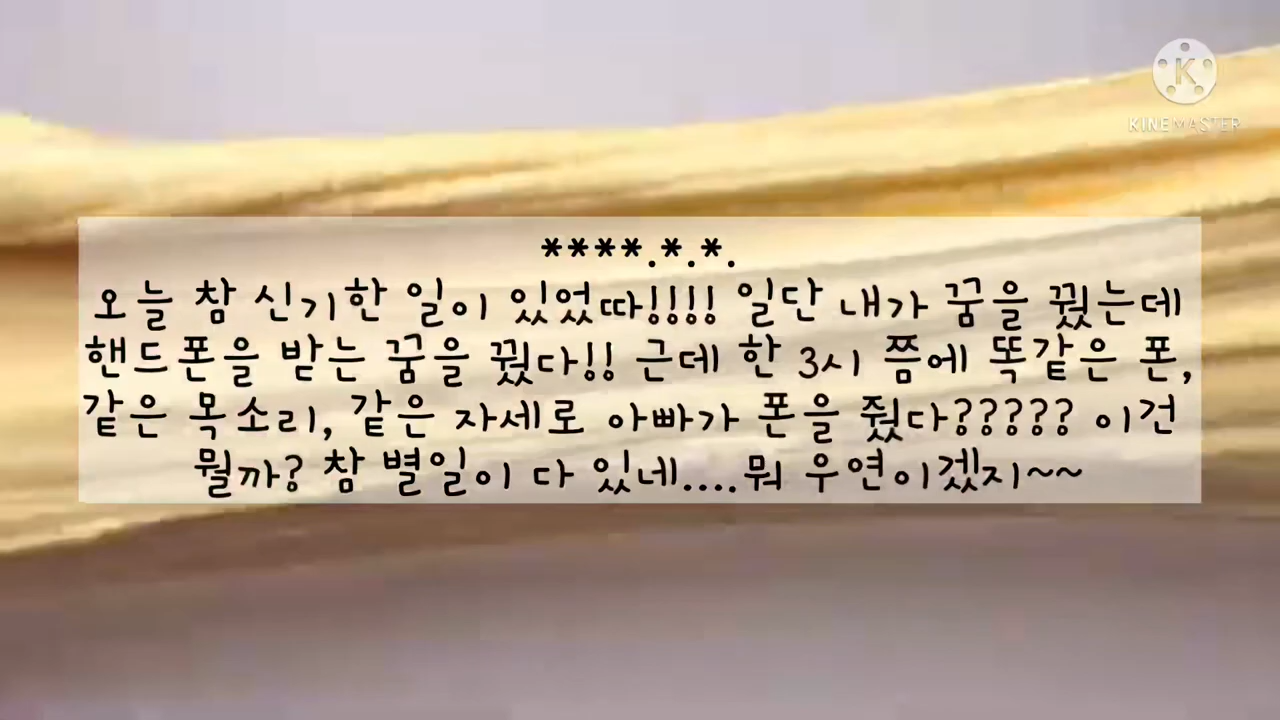 KINEMASTER
****.*.*.
오늘 참 신기한 일이 있었따!!!! 일단 내가 꿈을 꿨는데
핸드폰을 받는 꿈을 꿨다!! 근데 한 3시 쯤에 똑같은 폰,
같은 목소리, 같은 자세로 아빠가 폰을 줬다????? 이건
뭘까? 참 별일이 다 있네....뭐 우연이겠지~~